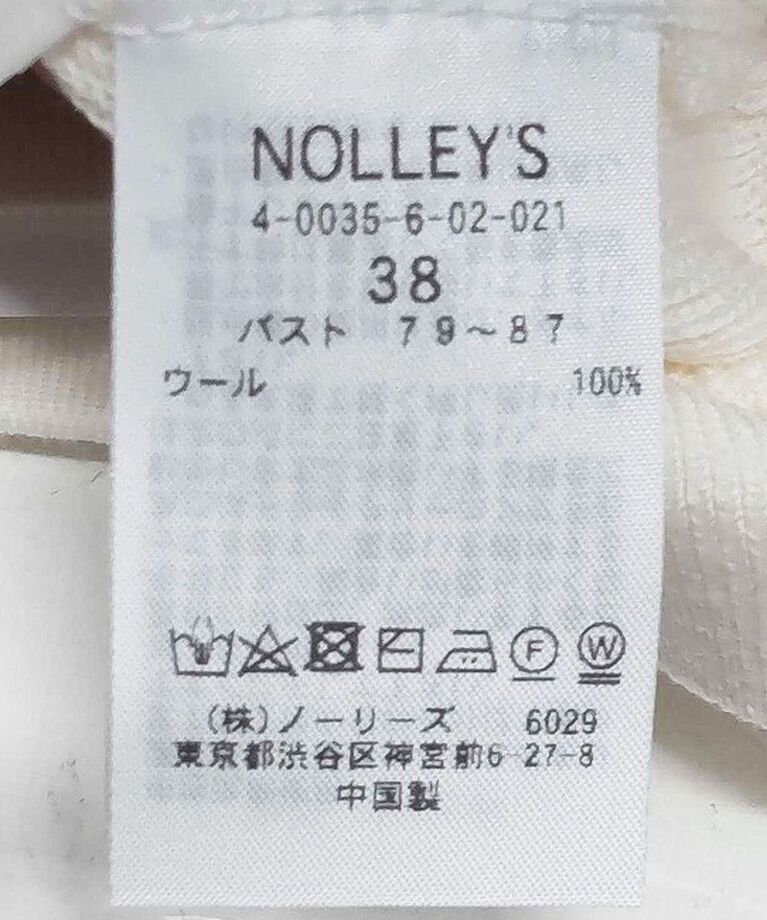 NOLLEY'S
4-0035-6-02-021
38
バスト 79～87
ウール 100%
F W
(株)ノーリーズ 6029
東京都渋谷区神宮前6-27-8
中国製